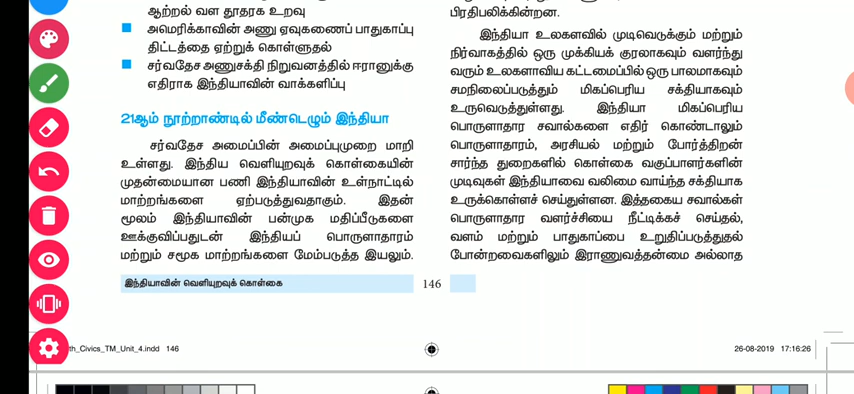 ஆற்றல் வள தூதரக உறவு
அமெரிக்காவின் அணு ஏவுகணைப் பாதுகாப்பு
திட்டத்தை ஏற்றுக் கொள்ளுதல்
சர்வதேச அணுசக்தி நிறுவனத்தில் ஈரானுக்கு
எதிராக இந்தியாவின் வாக்களிப்பு
21ஆம் நூற்றாண்டில் மீண்டெழும் இந்தியா
சர்வதேச அமைப்பின் அமைப்புமுறை மாறி
உள்ளது. இந்திய வெளியுறவுக் கொள்கையின்
முதன்மையான பணி இந்தியாவின் உள்நாட்டில்
மாற்றங்களை ஏற்படுத்துவதாகும். இதன்
மூலம் இந்தியாவின் பன்முக மதிப்பீடுகளை
ஊக்குவிப்பதுடன் இந்தியப் பொருளாதாரம்
மற்றும் சமூக மாற்றங்களை மேம்படுத்த இயலும்.
பிரதிபலிக்கின்றன.
இந்தியா உலகளவில் முடிவெடுக்கும் மற்றும்
நிர்வாகத்தில் ஒரு முக்கியக் குரலாகவும் வளர்ந்து
வரும் உலகளாவிய கட்டமைப்பில் ஒரு பாலமாகவும்
சமநிலைப்படுத்தும் மிகப்பெரிய சக்தியாகவும்
உருவெடுத்துள்ளது. இந்தியா மிகப்பெரிய
பொருளாதார சவால்களை எதிர் கொண்டாலும்
பொருளாதாரம், அரசியல் மற்றும் போர்த்திறன்
சார்ந்த துறைகளில் கொள்கை வகுப்பாளர்களின்
முடிவுகள் இந்தியாவை வலிமை வாய்ந்த சக்தியாக
உருக்கொள்ளச் செய்துள்ளன. இத்தகைய சவால்கள்
பொருளாதார வளர்ச்சியை நீட்டிக்கச் செய்தல்,
வளம் மற்றும் பாதுகாப்பை உறுதிப்படுத்துதல்
போன்றவைகளிலும் இராணுவத்தன்மை அல்லாத
இந்தியாவின் வெளியுறவுக் கொள்கை
146
th_Civics_TM_Unit_4.indd 146
26-08-2019 17:16:26